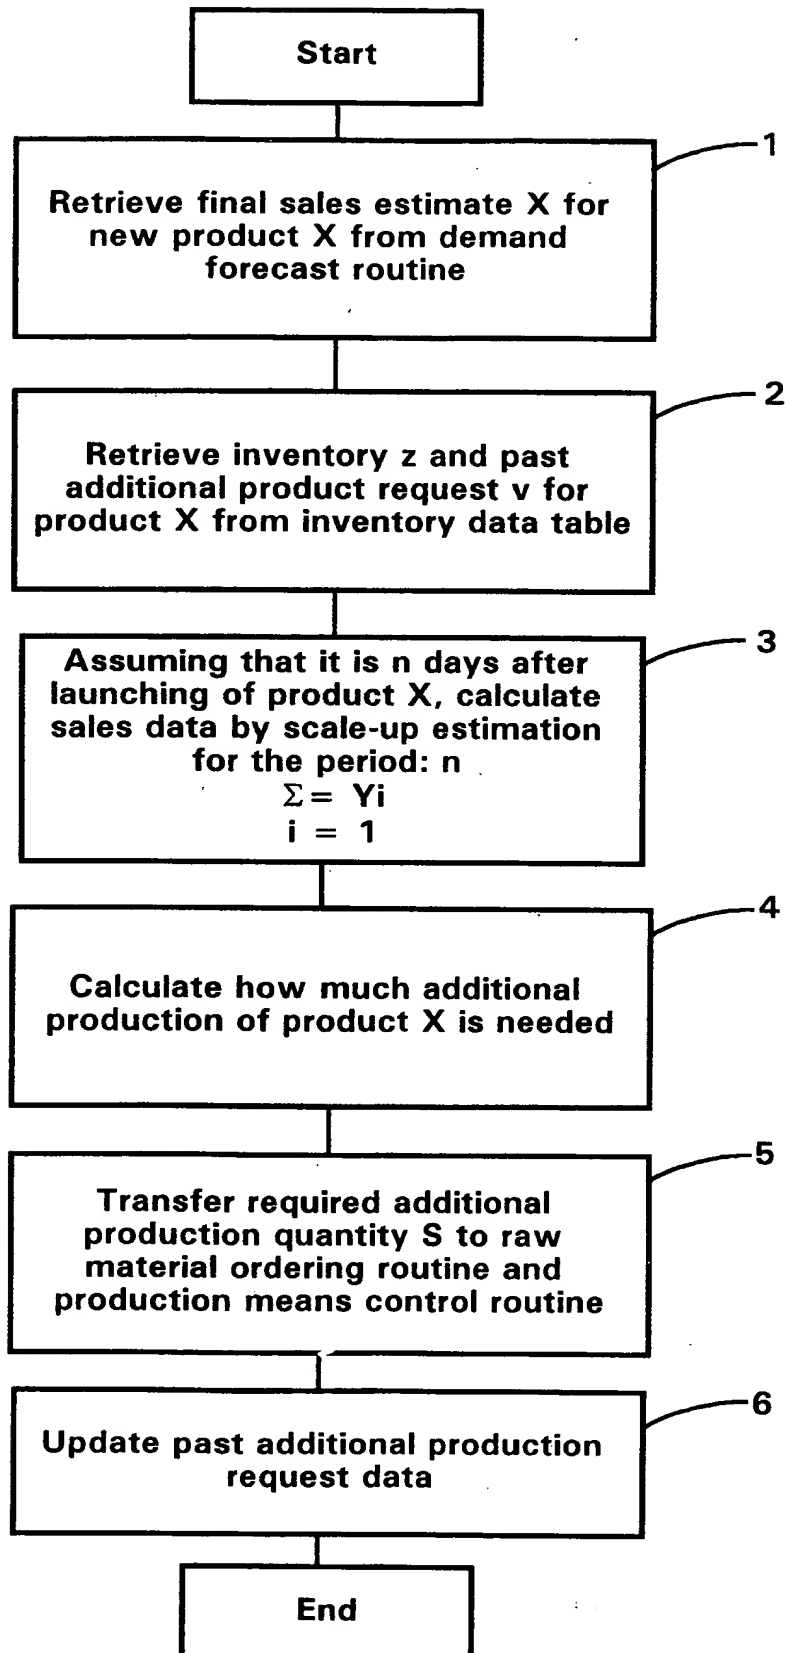 Start
1
Retrieve final sales estimate X for
new product X from demand
forecast routine
2
Retrieve inventory z and past
additional product request v for
product X from inventory data table
3
Assuming that it is n days after
launching of product X, calculate
sales data by scale-up estimation
for the period: n
Σ = Yi
i = 1
4
Calculate how much additional
production of product X is needed
5
Transfer required additional
production quantity S to raw
material ordering routine and
production means control routine
6
Update past additional production
request data
End